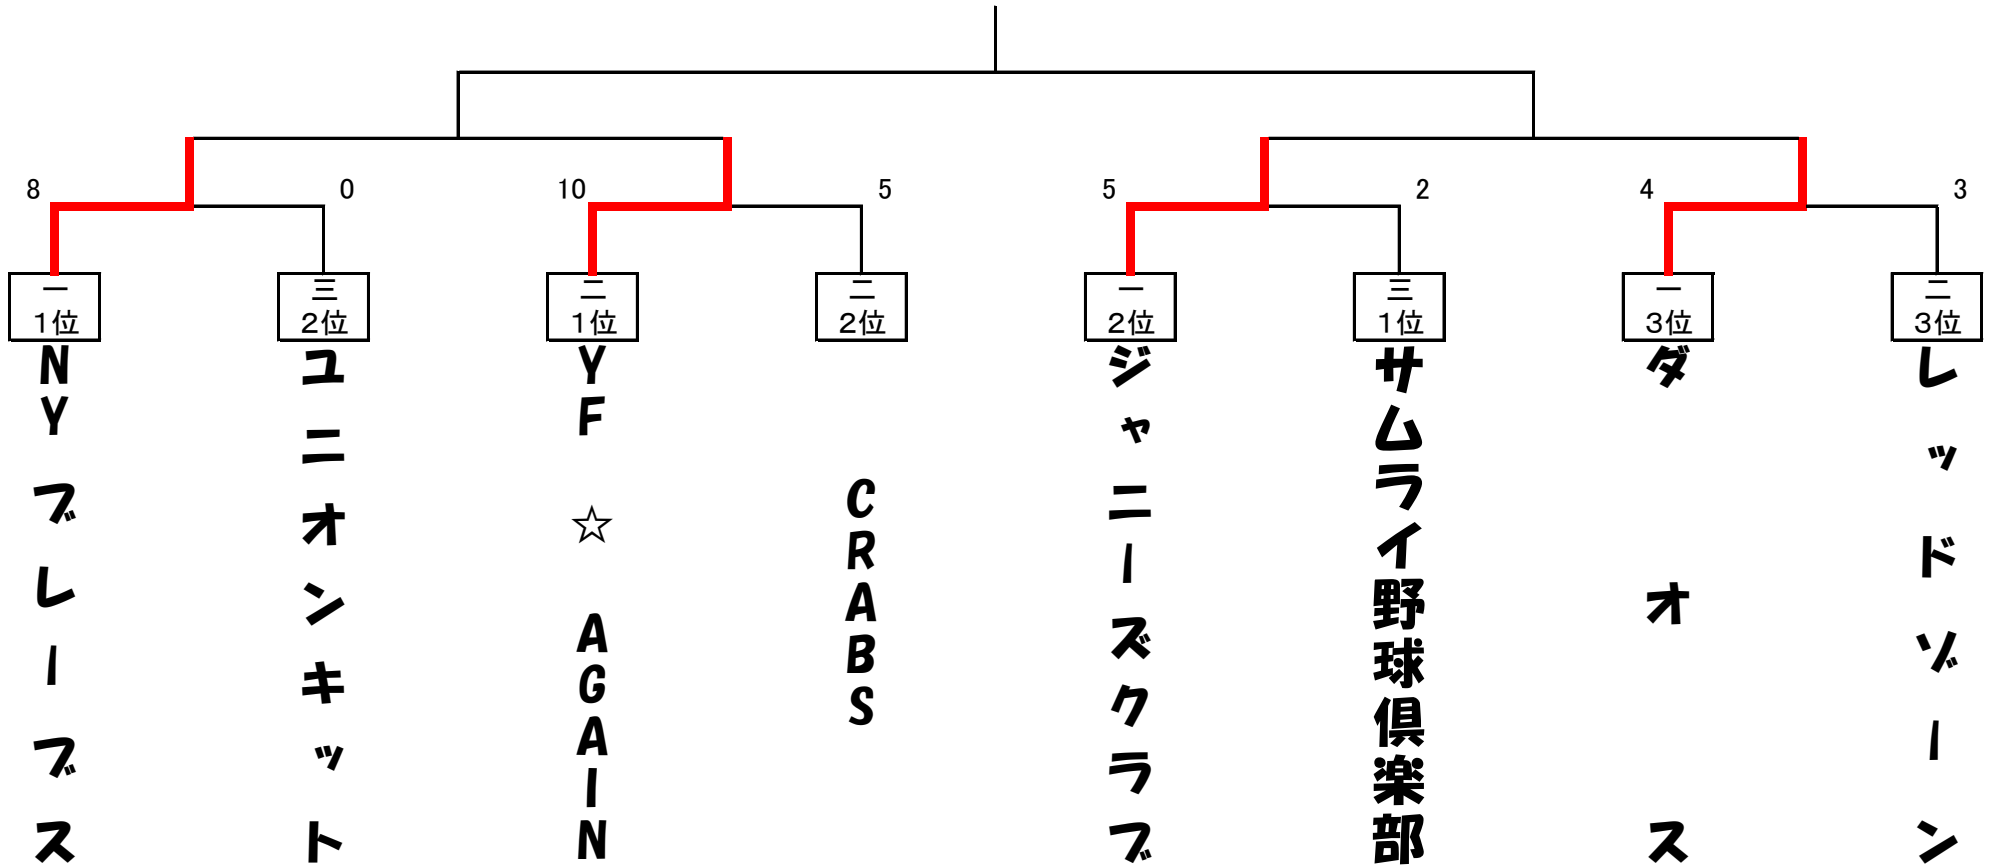 8 0 10 5 5 2 4 3
一 三 二 二 一 三 一 二
1位 2位 1位 2位 2位 1位 3位 3位
NYブレーブス
ユニオンキット
YF ☆ AGAIN
CRABS
ジャニーズクラブ
サムライ野球倶楽部
ダオス
レッドゾーン